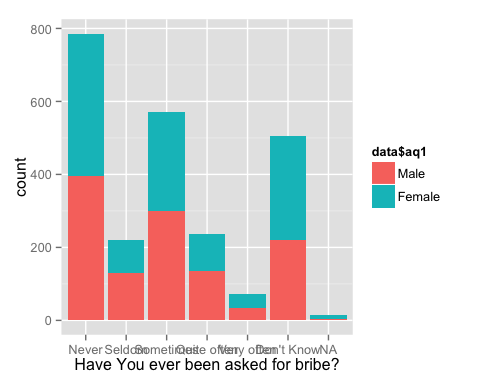 800
600
400
200
0
count
Never Seldom Sometimes Quite often Very often Don't Know NA
Have You ever been asked for bribe?
data$aq1
Male
Female